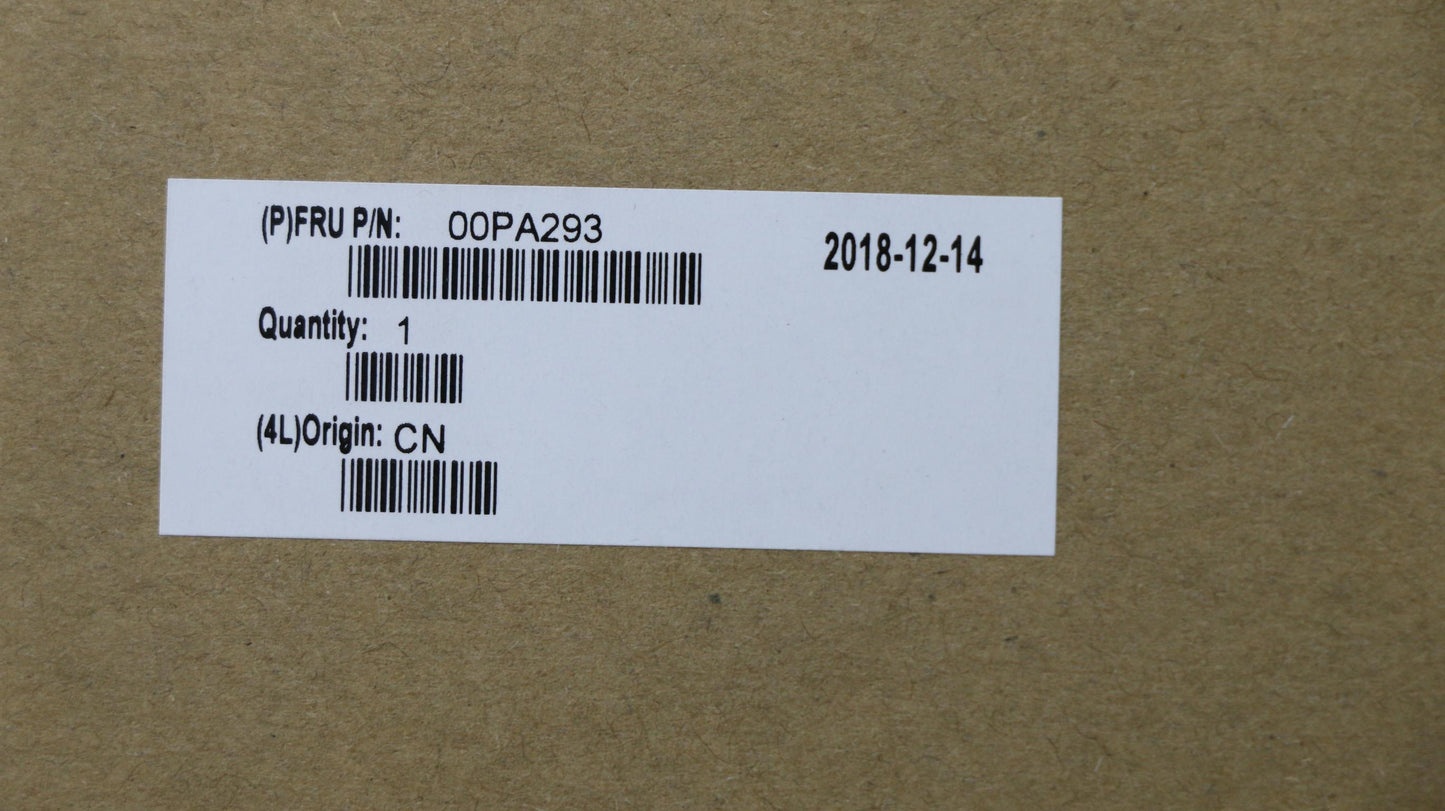 (P)FRU P/N: 00PA293
2018-12-14
Quantity: 1
(4L)Origin: CN